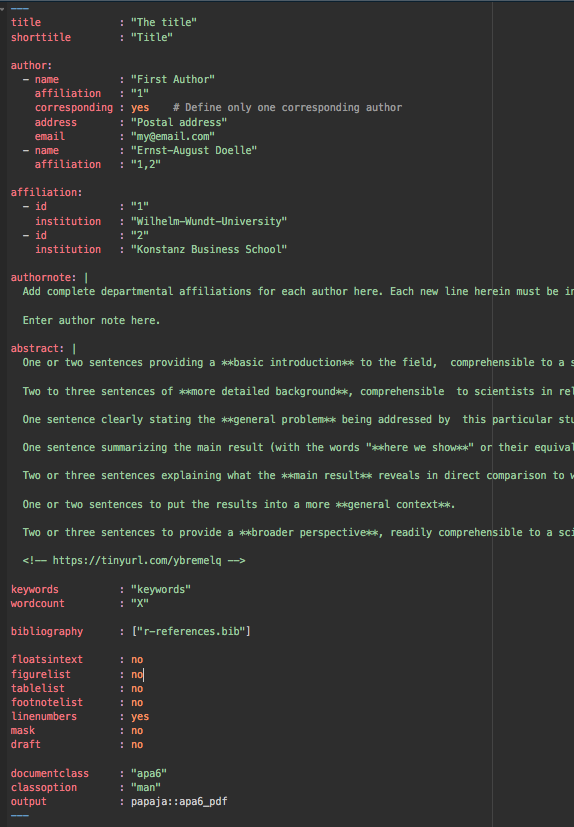 ---
title : "The title"
shorttitle : "Title"
author:
- name : "First Author"
affiliation : "1"
corresponding : yes # Define only one corresponding author
address : "Postal address"
email : "my@email.com"
- name : "Ernst-August Doelle"
affiliation : "1,2"
affiliation:
- id : "1"
institution : "Wilhelm-Wundt-University"
- id : "2"
institution : "Konstanz Business School"
authornote: |
Add complete departmental affiliations for each author here. Each new line herein must be in
Enter author note here.
abstract: |
One or two sentences providing a **basic introduction** to the field, comprehensible to a s
Two to three sentences of **more detailed background**, comprehensible to scientists in rel
One sentence clearly stating the **general problem** being addressed by this particular stu
One sentence summarizing the main result (with the words "**here we show**" or their equival
Two or three sentences explaining what the **main result** reveals in direct comparison to w
One or two sentences to put the results into a more **general context**.
Two or three sentences to provide a **broader perspective**, readily comprehensible to a sci
<!-- https://tinyurl.com/ybremelq -->
keywords : "keywords"
wordcount : "X"
bibliography : ["r-references.bib"]
floatsintext : no
figurelist : no
tablelist : no
footnotelist : no
linenumbers : yes
mask : no
draft : no
documentclass : "apa6"
classoption : "man"
output : papaja::apa6_pdf
---